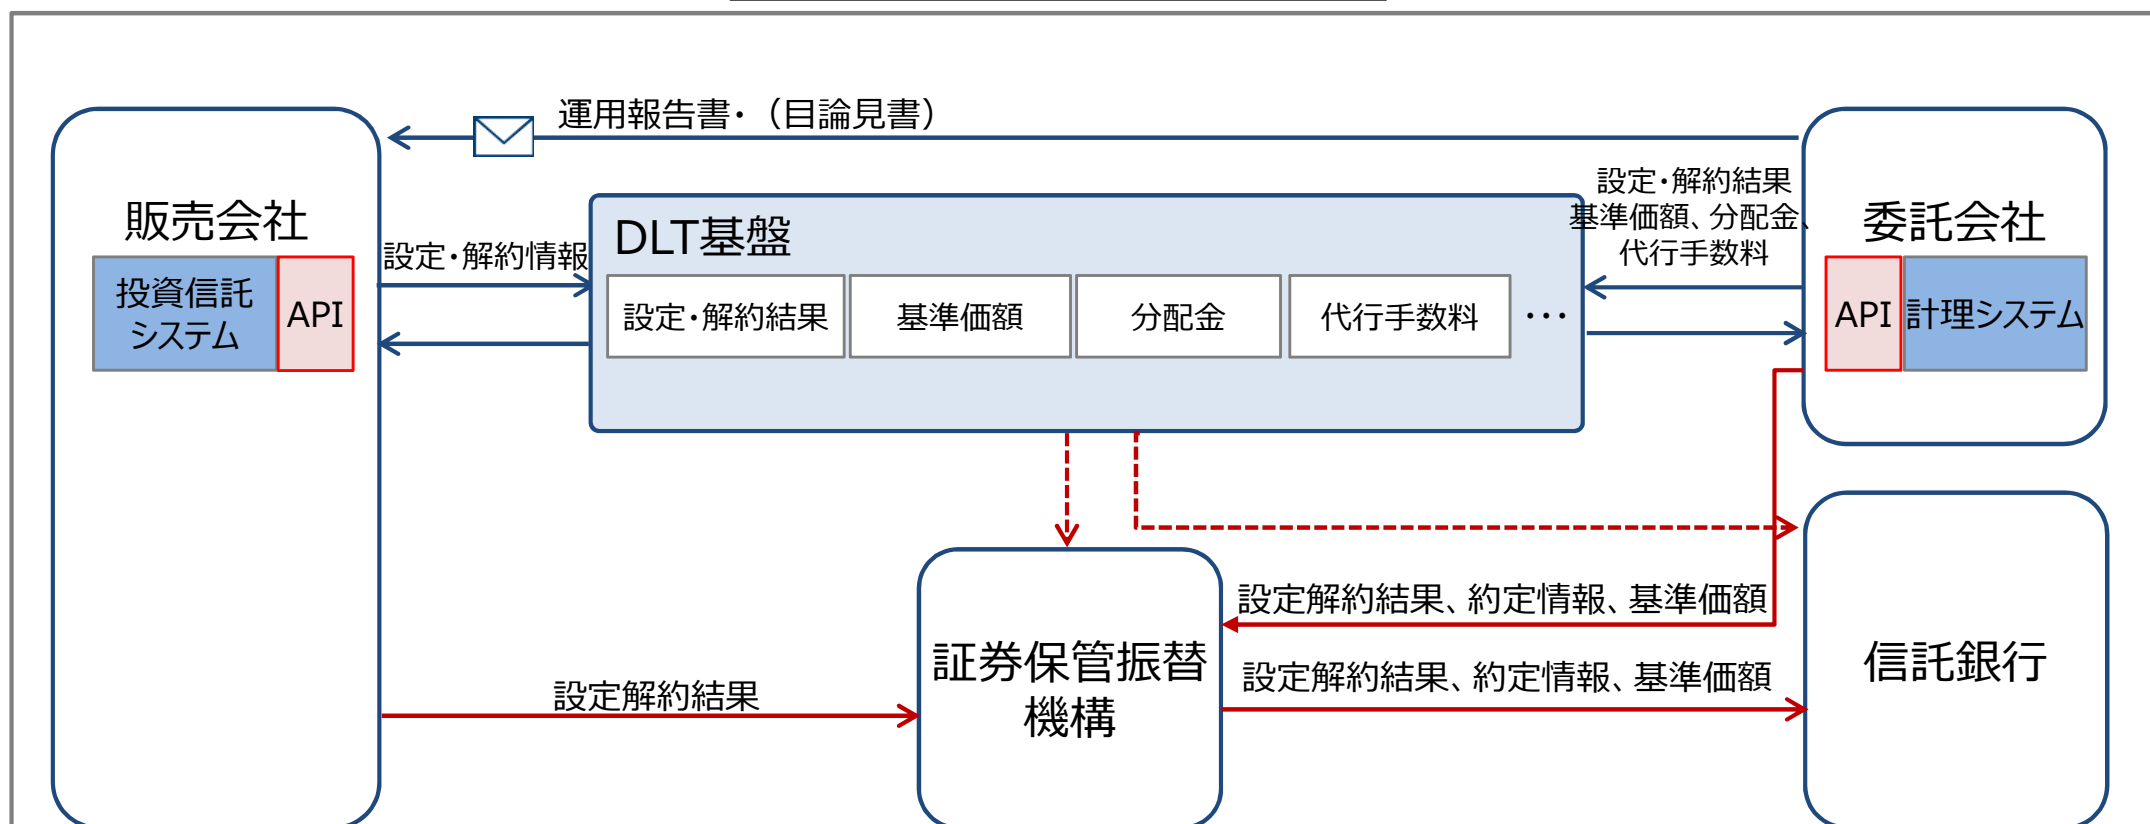 運用報告書・（目論見書）
販売会社
投資信託
システム
API
設定・解約情報
DLT基盤
設定・解約結果
基準価額
分配金
代行手数料
…
設定・解約結果
基準価額、分配金、
代行手数料
委託会社
API
計理システム
設定解約結果、約定情報、基準価額
設定解約結果、約定情報、基準価額
設定解約結果
証券保管振替
機構
信託銀行